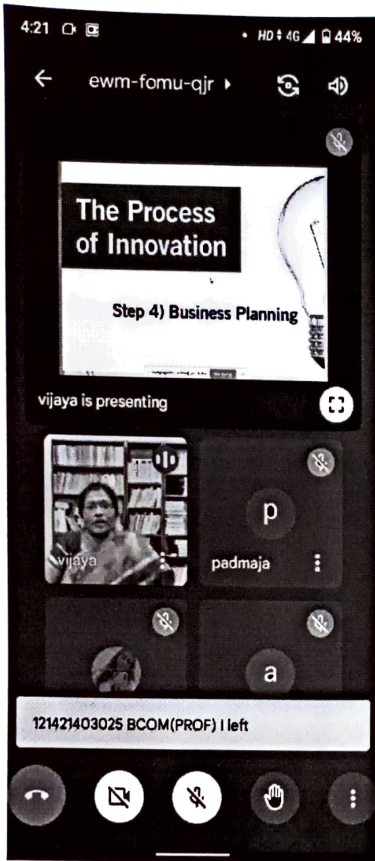 4:21 HD 4G 44%
ewm-fomu-qjr
The Process
of Innovation
Step 4) Business Planning
vijaya is presenting
p
vijaya
padmaja
a
121421403025 BCOM(PROF) I left